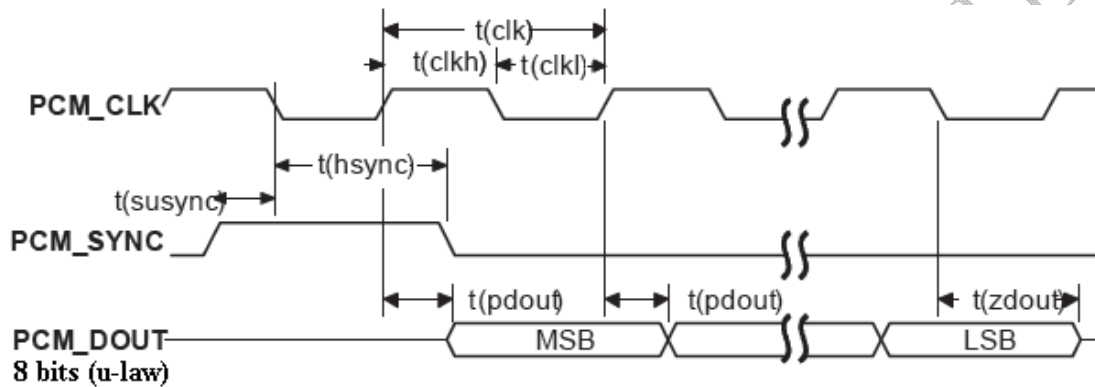 t(clk)
t(clkh) t(clkl)
PCM_CLK
t(hsync)
t(susync)
PCM_SYNC
t(pdout) t(pdout) t(zdout)
PCM_DOUT MSB LSB
8 bits (u-law)